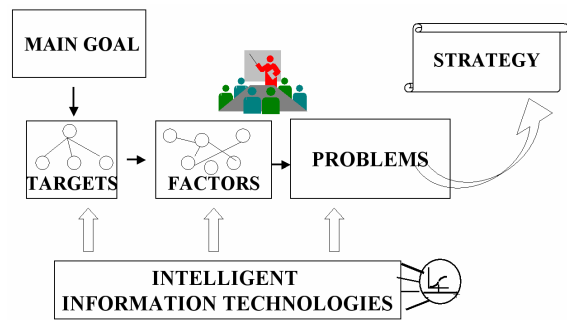 MAIN GOAL
STRATEGY
TARGETS
FACTORS
PROBLEMS
INTELLIGENT
INFORMATION TECHNOLOGIES